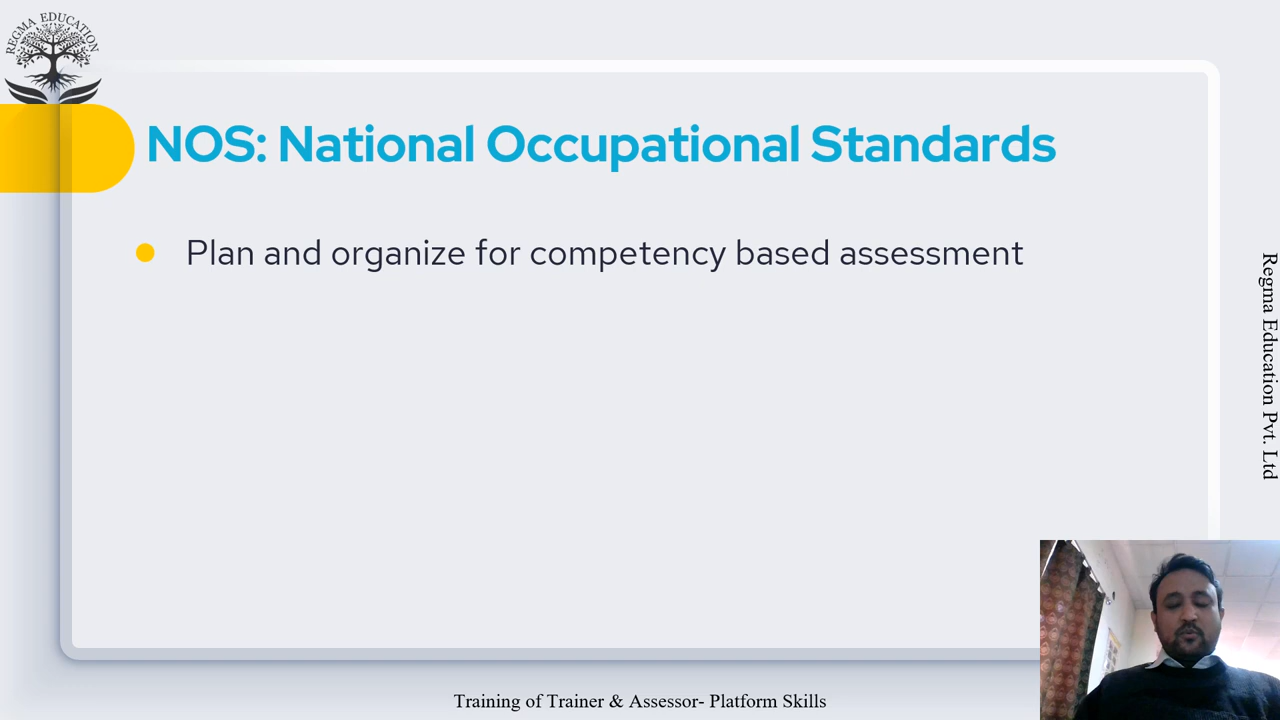 REGMA EDUCATION
NOS: National Occupational Standards
Plan and organize for competency based assessment
Regma Education Pvt. Ltd
Training of Trainer & Assessor- Platform Skills